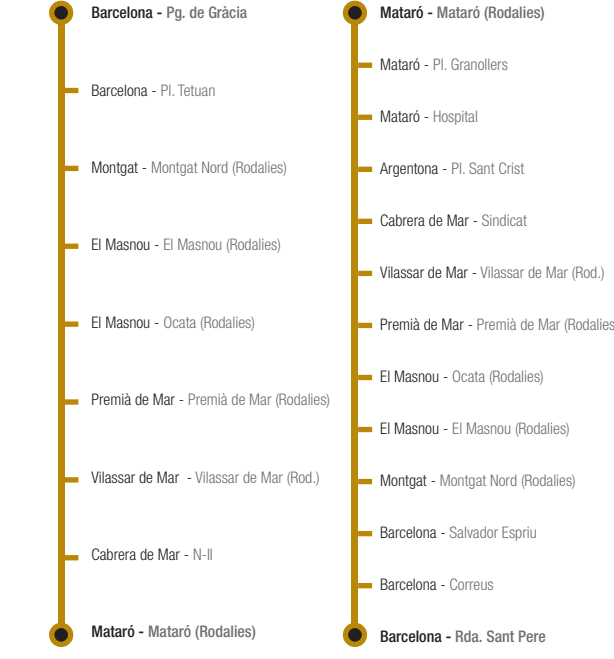 Barcelona - Pg. de Gràcia
Barcelona - Pl. Tetuan
Montgat - Montgat Nord (Rodalies)
El Masnou - El Masnou (Rodalies)
El Masnou - Ocata (Rodalies)
Premià de Mar - Premià de Mar (Rodalies)
Vilassar de Mar - Vilassar de Mar (Rod.)
Cabrera de Mar - N-II
Mataró - Mataró (Rodalies)
Mataró - Mataró (Rodalies)
Mataró - Pl. Granollers
Mataró - Hospital
Argentona - Pl. Sant Crist
Cabrera de Mar - Sindicat
Vilassar de Mar - Vilassar de Mar (Rod.)
Premià de Mar - Premià de Mar (Rodalies
El Masnou - Ocata (Rodalies)
El Masnou - El Masnou (Rodalies)
Montgat - Montgat Nord (Rodalies)
Barcelona - Salvador Espriu
Barcelona - Correus
Barcelona - Rda. Sant Pere